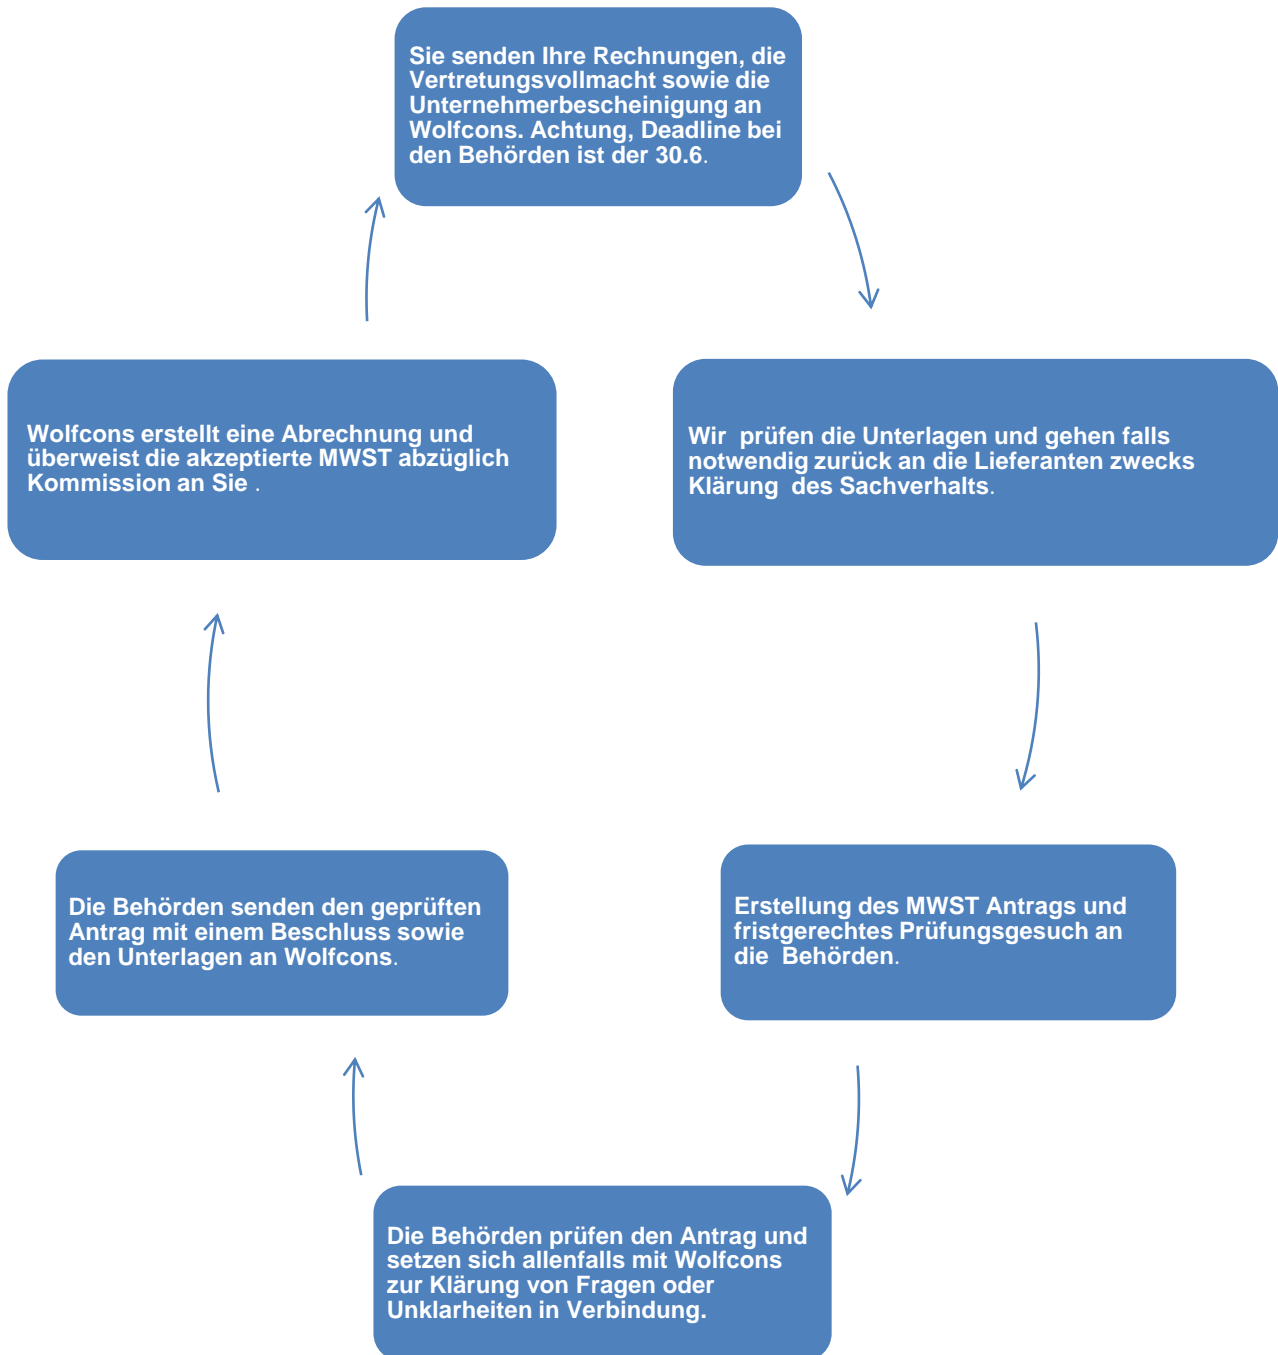 Sie senden Ihre Rechnungen, die
Vertretungsvollmacht sowie die
Unternehmerbescheinigung an
Wolfcons. Achtung, Deadline bei
den Behörden ist der 30.6.
Wir  prüfen die Unterlagen und gehen falls
notwendig zurück an die Lieferanten zwecks
Klärung  des Sachverhalts.
Erstellung des MWST Antrags und
fristgerechtes Prüfungsgesuch an
die  Behörden.
Die Behörden prüfen den Antrag und
setzen sich allenfalls mit Wolfcons
zur Klärung von Fragen oder
Unklarheiten in Verbindung.
Die Behörden senden den geprüften
Antrag mit einem Beschluss sowie
den Unterlagen an Wolfcons.
Wolfcons erstellt eine Abrechnung und
überweist die akzeptierte MWST abzüglich
Kommission an Sie .